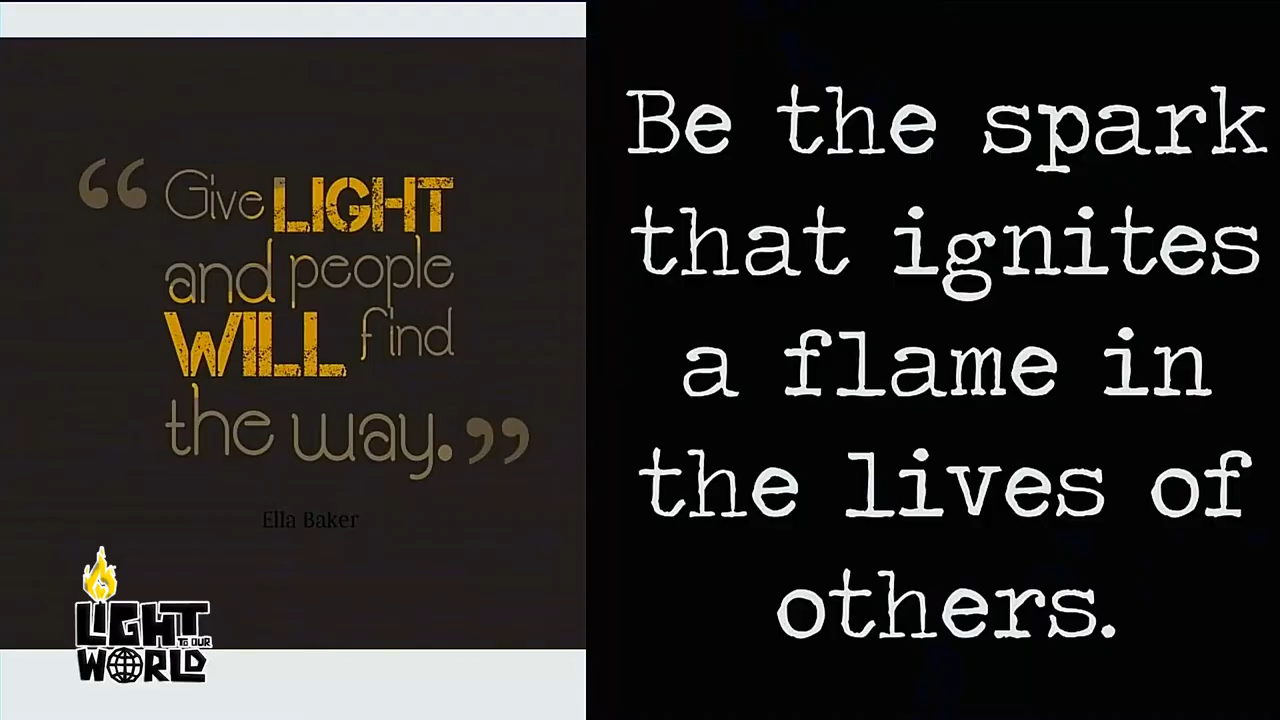 “ Give LIGHT
and people
WILL find
the way. ”
Ella Baker
LIGHT
TO OUR
WORLD
Be the spark
that ignites
a flame in
the lives of
others.